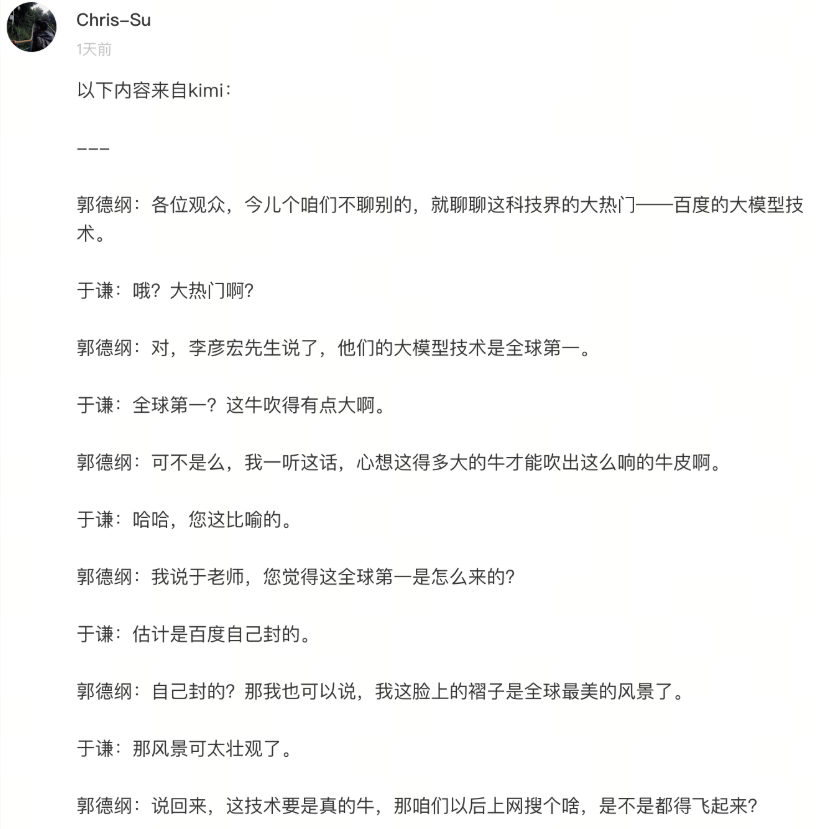 Chris-Su
1天前
以下内容来自kimi：
---
郭德纲：各位观众，今儿个咱们不聊别的，就聊聊这科技界的大热门——百度的大模型技
术。
于谦：哦？大热门啊？
郭德纲：对，李彦宏先生说了，他们的大模型技术是全球第一。
于谦：全球第一？这牛吹得有点大啊。
郭德纲：可不是么，我一听这话，心想这得多大的牛才能吹出这么响的牛皮啊。
于谦：哈哈，您这比喻的。
郭德纲：我说于老师，您觉得这全球第一是怎么来的？
于谦：估计是百度自己封的。
郭德纲：自己封的？那我也可以说，我这脸上的褶子是全球最美的风景了。
于谦：那风景可太壮观了。
郭德纲：说回来，这技术要是真的牛，那咱们以后上网搜个啥，是不是都得飞起来？